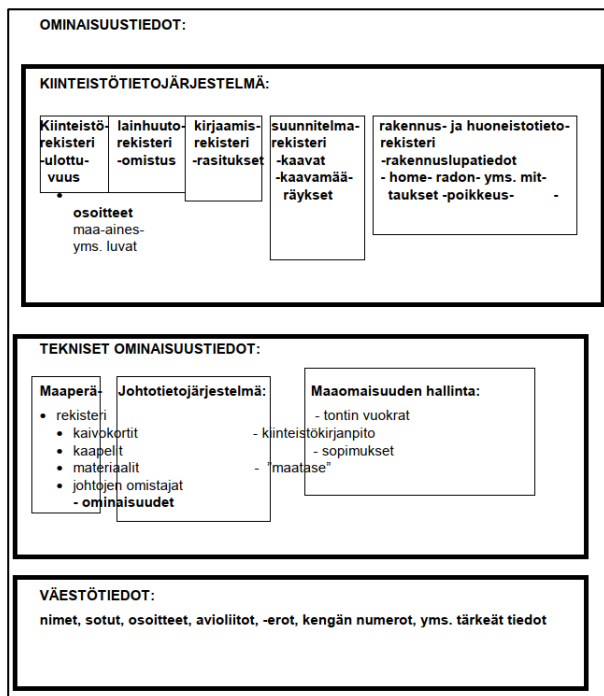 OMINAISUUSTIEDOT:
KIINTEISTÖTIETOJÄRJESTELMÄ:
Kiinteistö-
rekisteri
-ulottu-
vuus
lainhuuto-
rekisteri
-omistus
kirjaamis-
rekisteri
-rasitukset
suunnitelma-
rekisteri
-kaavat
-kaavamää-
räykset
rakennus- ja huoneistotieto-
rekisteri
-rakennuslupatiedot
- home- radon- yms. mit-
taukset -poikkeus- -
•
osoitteet
maa-aines-
yms. luvat
TEKNISET OMINAISUUSTIEDOT:
Maaperä- Johtotietojärjestelmä: Maaomaisuuden hallinta:
• rekisteri - tontin vuokrat
• kaivokortit - kiinteistökirjanpito
• kaapelit - sopimukset
• materiaalit - ”maatase”
• johtojen omistajat
- ominaisuudet
VÄESTÖTIEDOT:
nimet, sotut, osoitteet, avioliitot, -erot, kengän numerot, yms. tärkeät tiedot